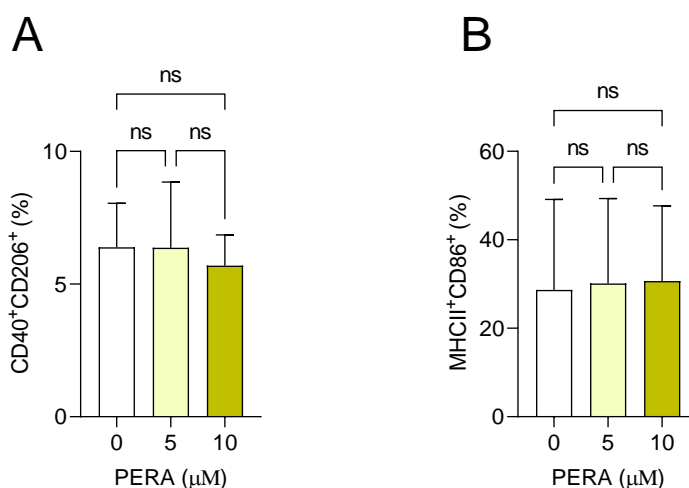 A
ns
ns ns
10
5
0
CD40⁺CD206⁺ (%)
0 5 10
PERA (μM)
B
ns
ns ns
60
40
20
0
MHCII⁺CD86⁺ (%)
0 5 10
PERA (μM)